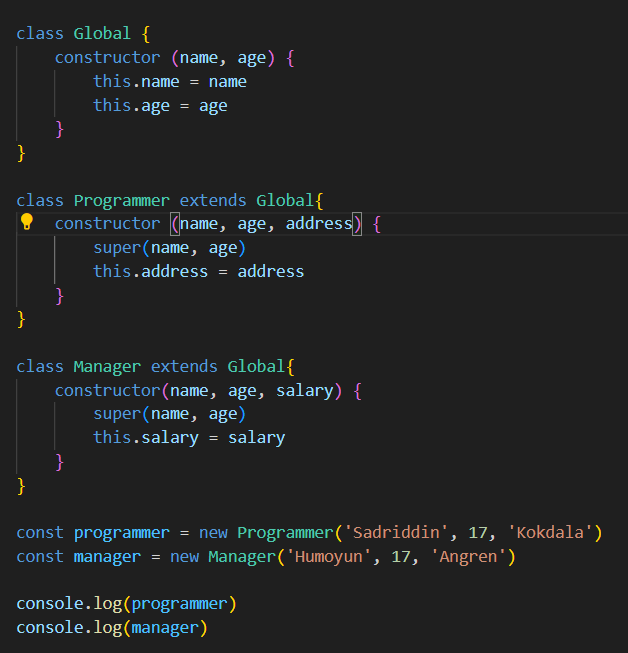 class Global {
    constructor (name, age) {
        this.name = name
        this.age = age
    }
}
class Programmer extends Global{
    constructor (name, age, address) {
        super(name, age)
        this.address = address
    }
}
class Manager extends Global{
    constructor(name, age, salary) {
        super(name, age)
        this.salary = salary
    }
}
const programmer = new Programmer('Sadriddin', 17, 'Kokdala')
const manager = new Manager('Humoyun', 17, 'Angren')
console.log(programmer)
console.log(manager)